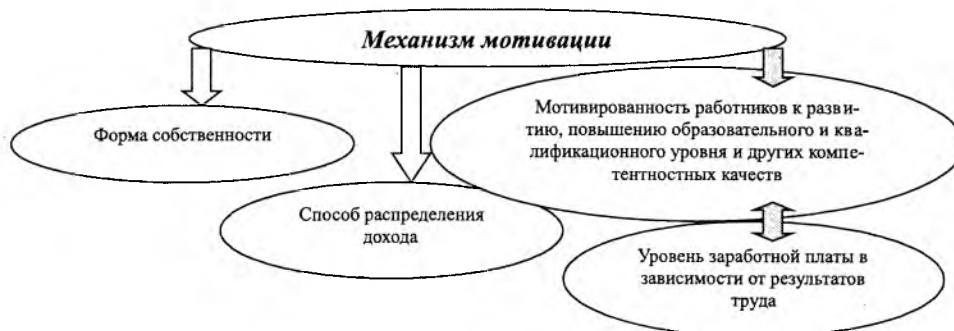 Механизм мотивации
Форма собственности
Мотивированность работников к разви-
тию, повышению образовательного и ква-
лификационного уровня и других компе-
тентностных качеств
Способ распределения
дохода
Уровень заработной платы в
зависимости от результатов
труда